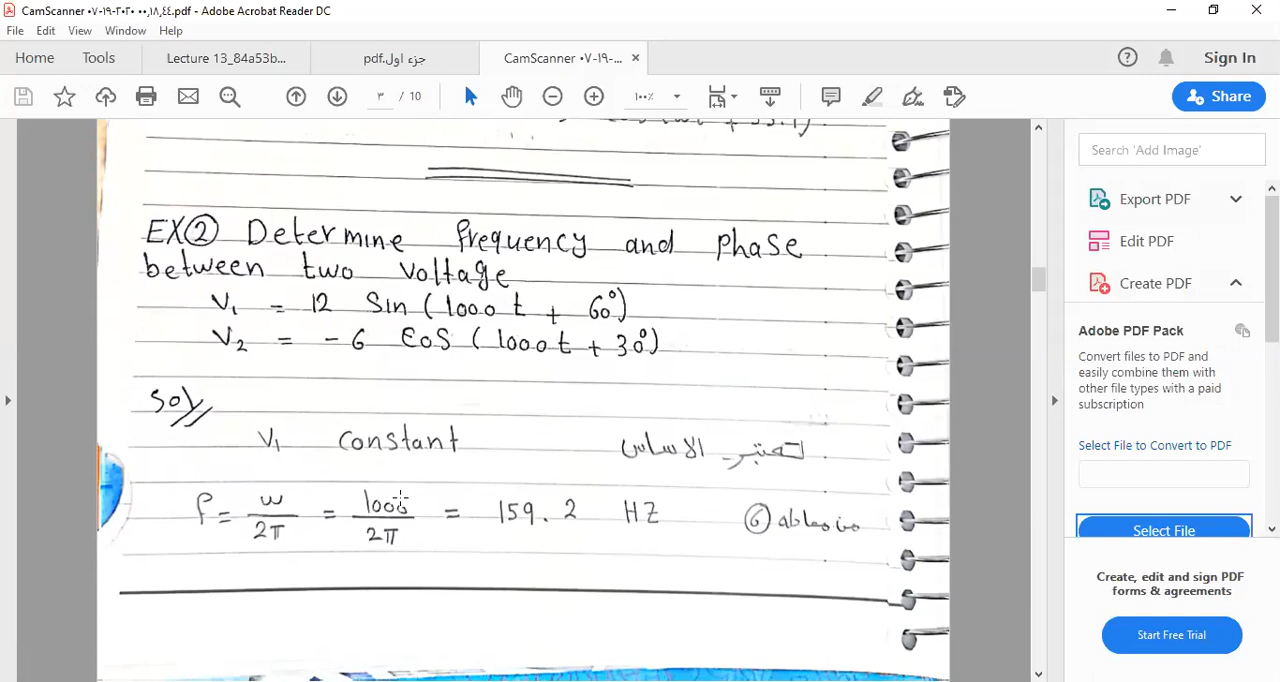 CamScanner ٠٧-١٩-٢٠٢٠ ٠٠,١٨,٤٤.pdf - Adobe Acrobat Reader DC
File Edit View Window Help
Home Tools Lecture 13_84a53b... جزء اول.pdf CamScanner ٠٧-١٩-... Sign In
٣ / 10 ١٠٠٪ Share
EX② Determine frequency and phase
between two voltage
V₁ = 12 Sin (1000 t + 60°)
V₂ = -6 CoS (1000t + 30°)
Sol//
V₁ constant لتعتبر الاساس
f = w/2π = 1000/2π = 159.2 HZ من معادله ⑥
Search 'Add Image'
Export PDF
Edit PDF
Create PDF
Adobe PDF Pack
Convert files to PDF and
easily combine them with
other file types with a paid
subscription
Select File to Convert to PDF
Select File
Create, edit and sign PDF
forms & agreements
Start Free Trial